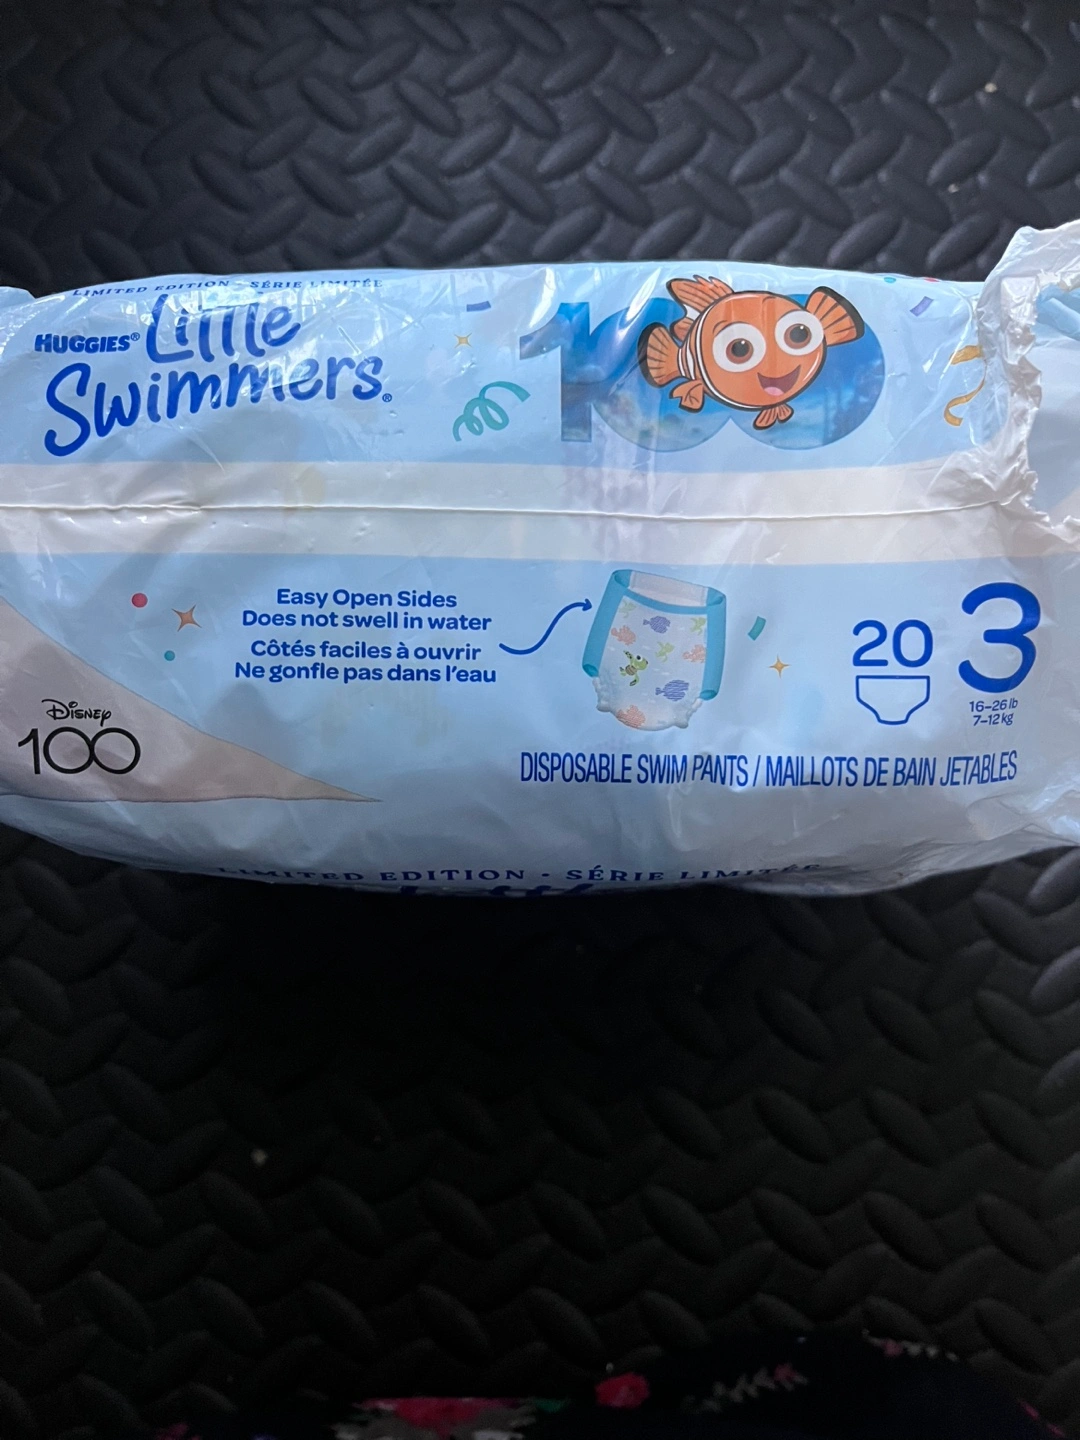 LIMITED EDITION - SÉRIE LIMITÉE
HUGGIES® Little
Swimmers®
100
Easy Open Sides
Does not swell in water
Côtés faciles à ouvrir
Ne gonfle pas dans l'eau
20
3
16–26 lb
7–12 kg
Disney
100
DISPOSABLE SWIM PANTS / MAILLOTS DE BAIN JETABLES
LIMITED EDITION · SÉRIE LIMITÉE